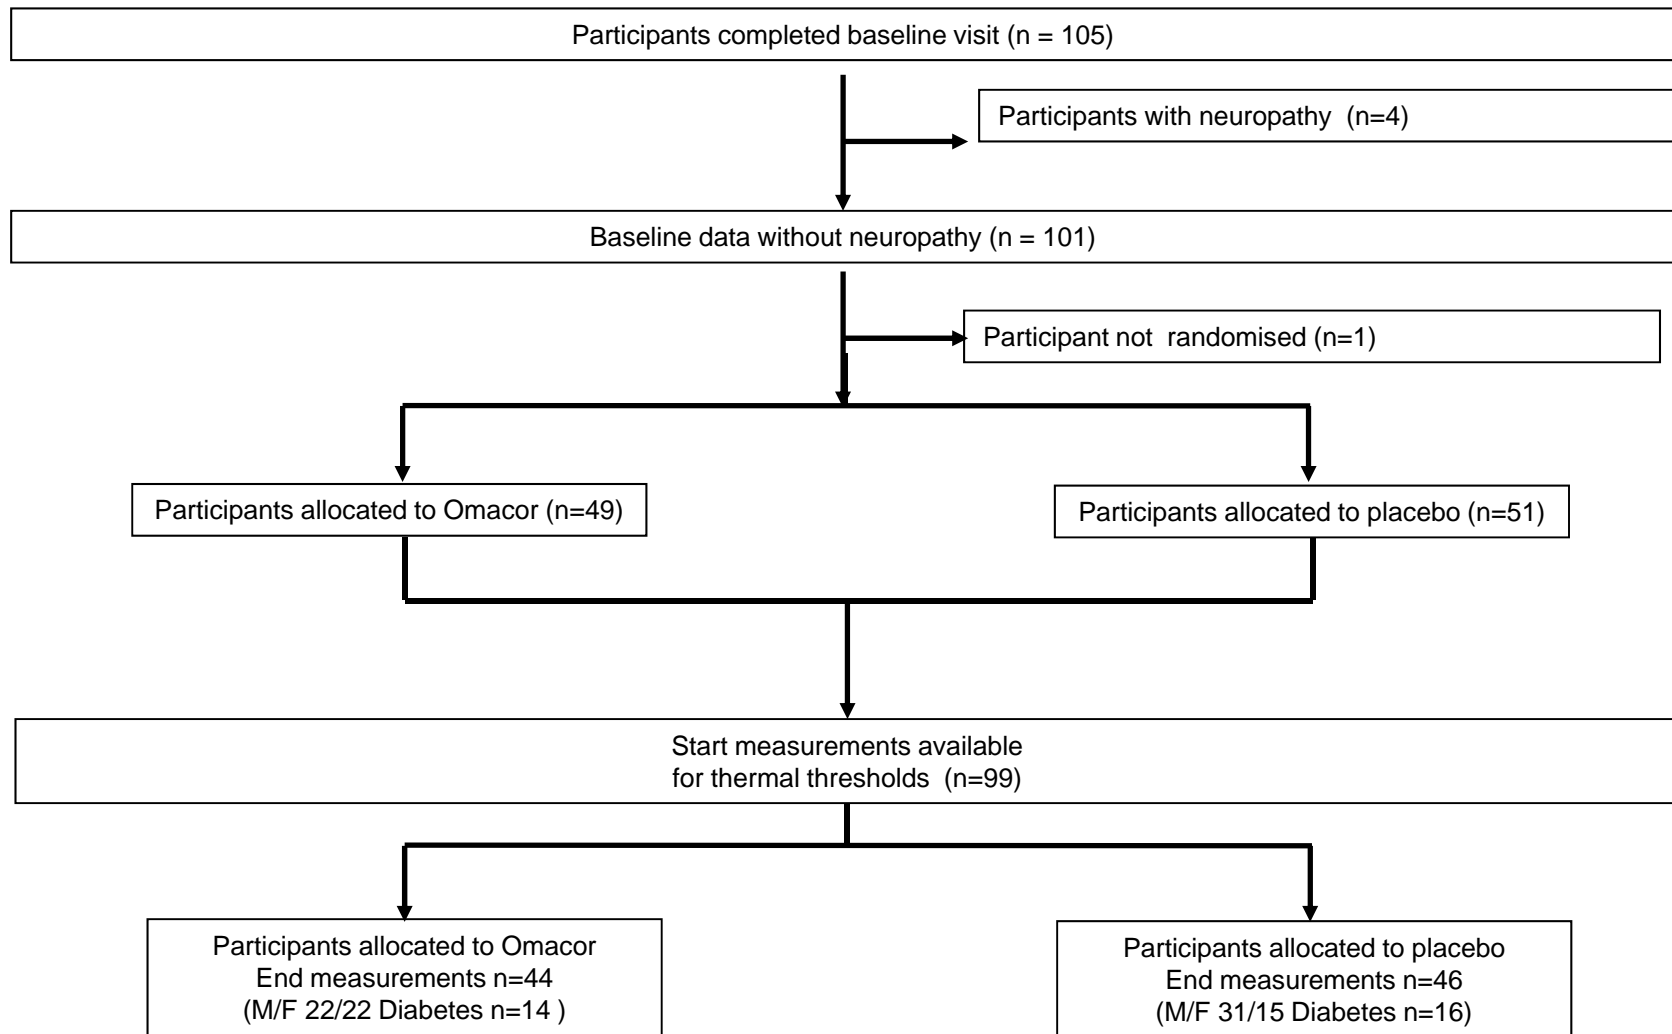 Participants completed baseline visit (n = 105)
Participants with neuropathy (n=4)
Baseline data without neuropathy (n = 101)
Participant not randomised (n=1)
Participants allocated to Omacor (n=49)
Participants allocated to placebo (n=51)
Start measurements available
for thermal thresholds (n=99)
Participants allocated to Omacor
End measurements n=44
(M/F 22/22 Diabetes n=14 )
Participants allocated to placebo
End measurements n=46
(M/F 31/15 Diabetes n=16)